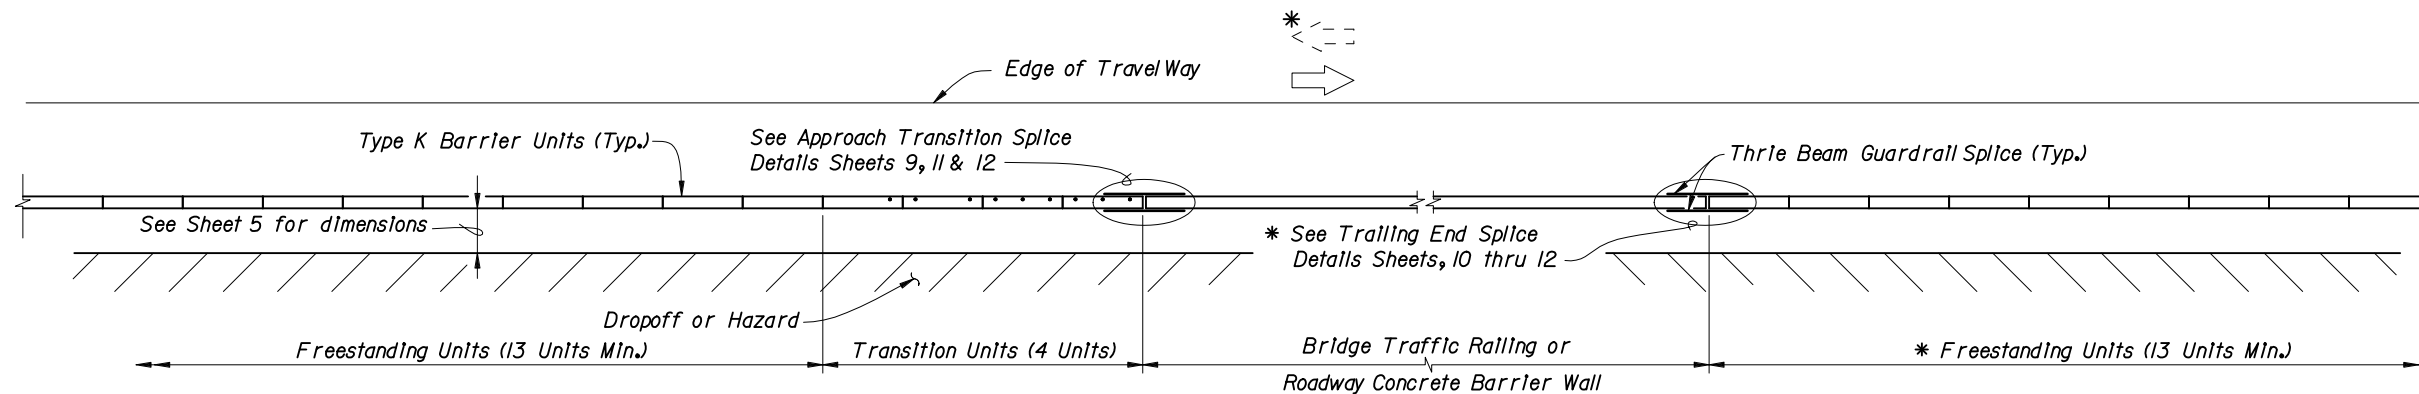 *
Edge of Travel Way
Type K Barrier Units (Typ.)
See Approach Transition Splice
Details Sheets 9, 11 & 12
Thrie Beam Guardrail Splice (Typ.)
See Sheet 5 for dimensions
* See Trailing End Splice
Details Sheets, 10 thru 12
Dropoff or Hazard
Freestanding Units (13 Units Min.)
Transition Units (4 Units)
Bridge Traffic Railing or
Roadway Concrete Barrier Wall
* Freestanding Units (13 Units Min.)